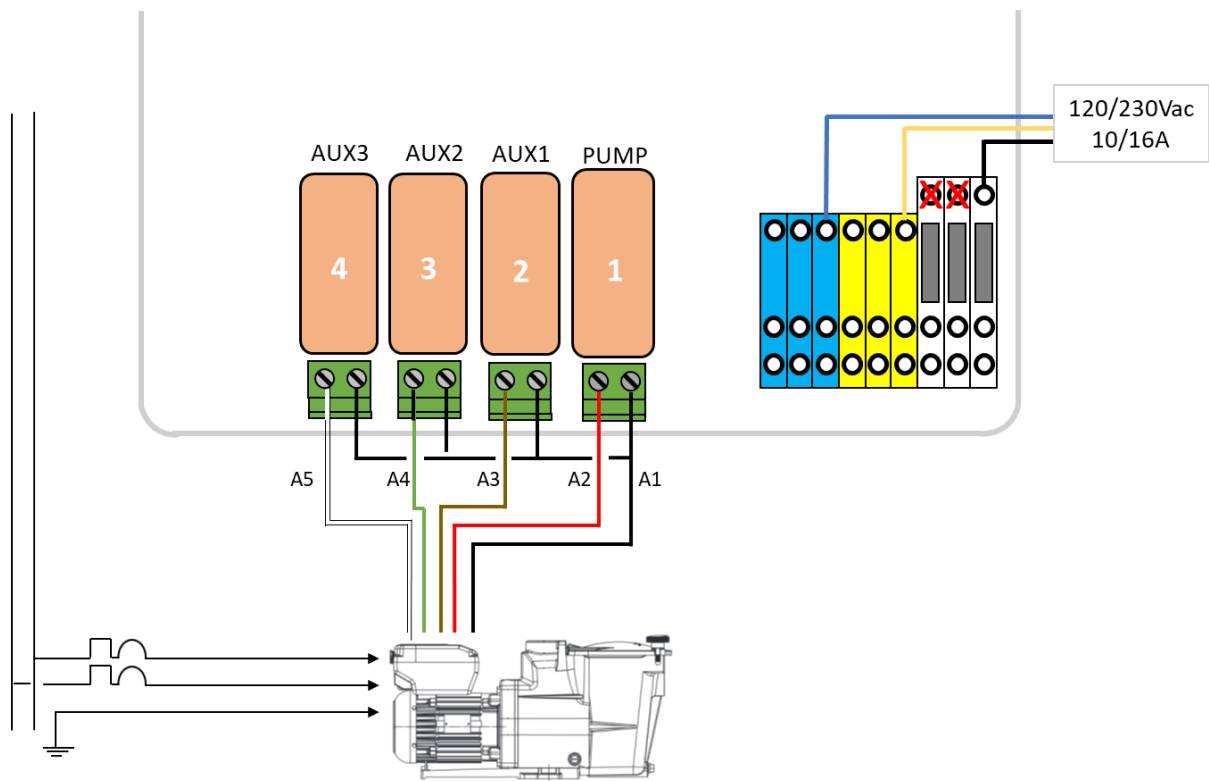 120/230Vac
10/16A
AUX3 AUX2 AUX1 PUMP
4 3 2 1
A5 A4 A3 A2 A1